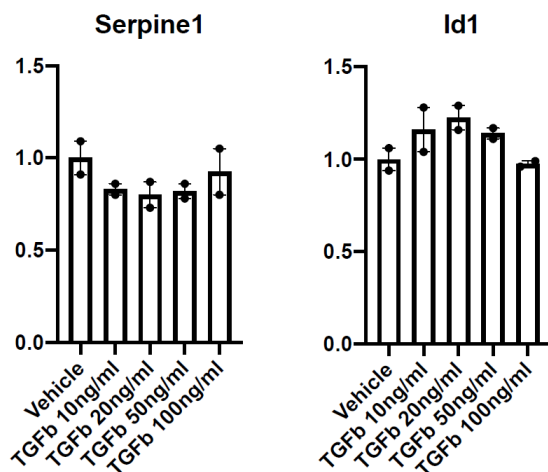 Serpine1
1.5
1.0
0.5
0.0
Vehicle
TGFb 10ng/ml
TGFb 20ng/ml
TGFb 50ng/ml
TGFb 100ng/ml
Id1
1.5
1.0
0.5
0.0
Vehicle
TGFb 10ng/ml
TGFb 20ng/ml
TGFb 50ng/ml
TGFb 100ng/ml